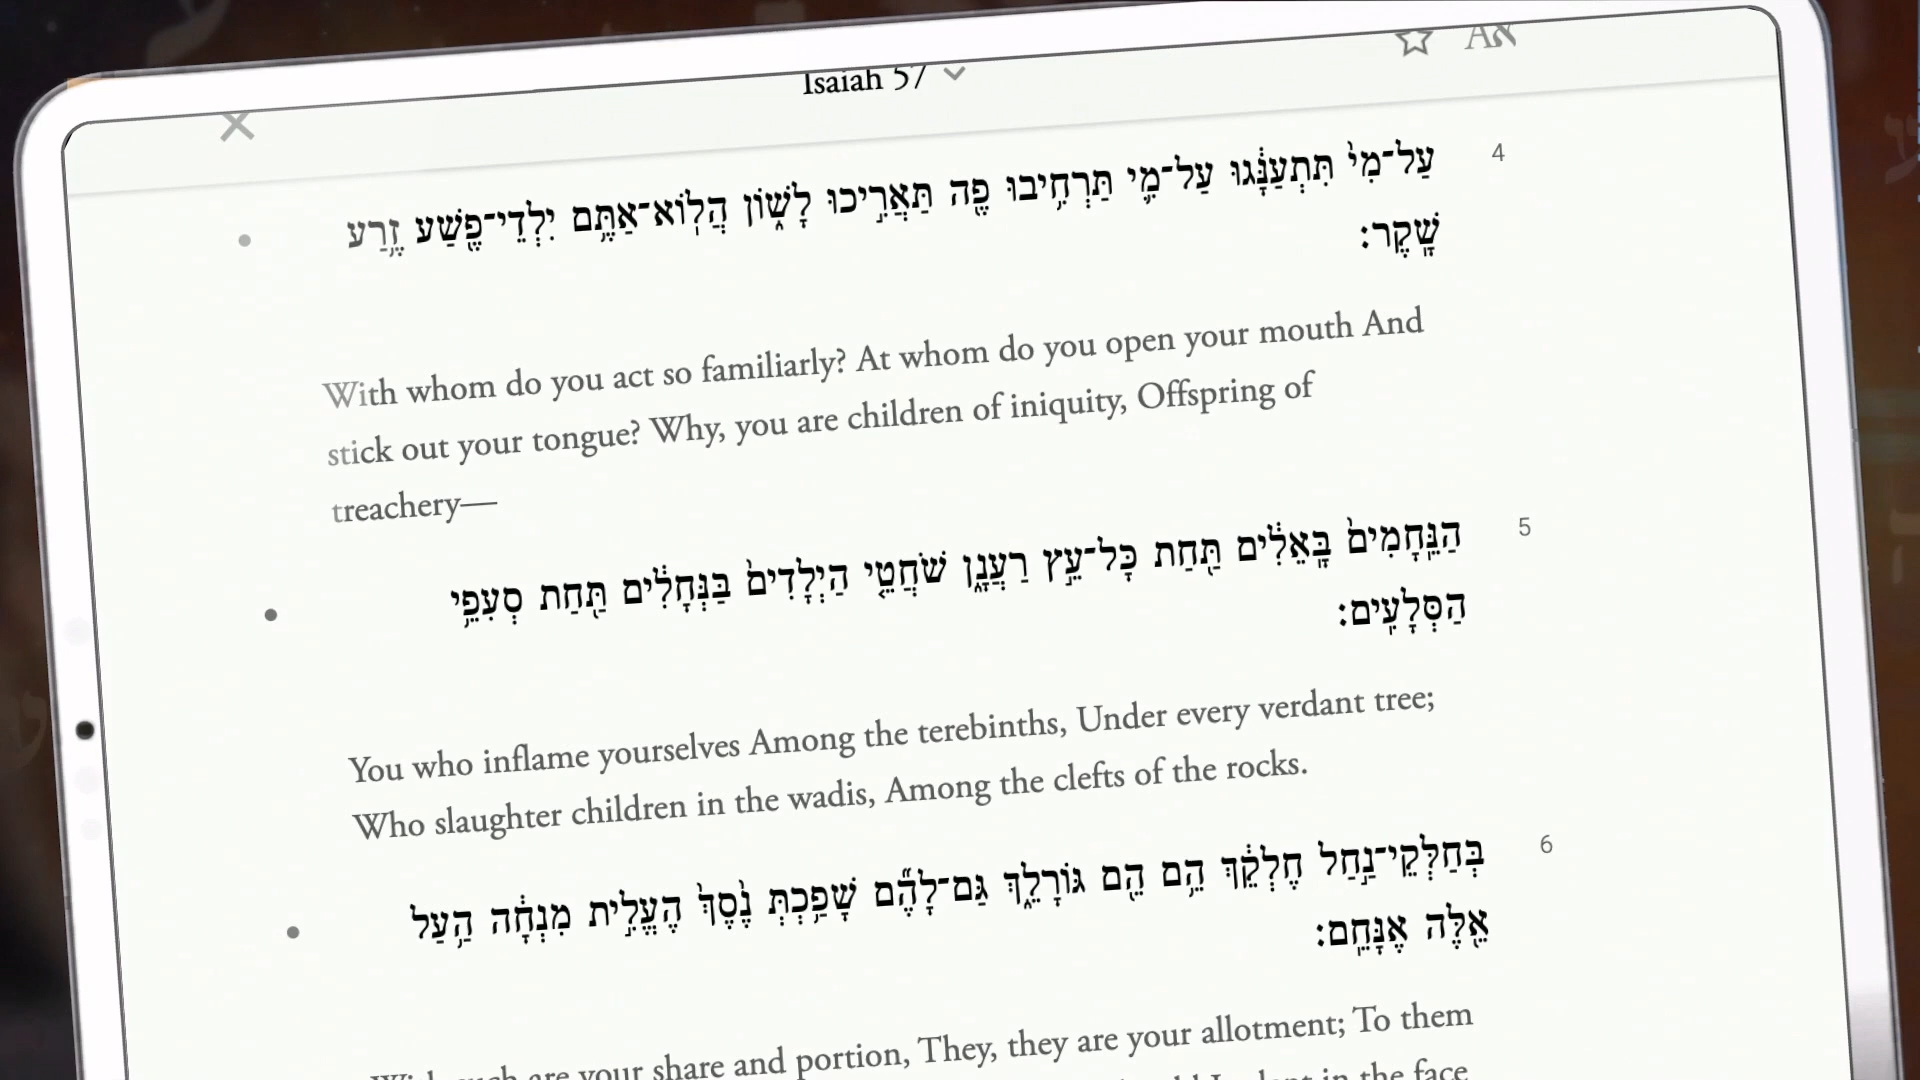 Isaiah 57
Aא
4
עַל־מִי֙ תִּתְעַנָּ֔גוּ עַל־מִ֛י תַּרְחִ֥יבוּ פֶ֖ה תַּאֲרִ֣יכוּ לָשׁ֑וֹן הֲלֽוֹא־אַתֶּ֥ם יִלְדֵי־פֶ֖שַׁע זֶ֥רַע
שָֽׁקֶר׃
With whom do you act so familiarly? At whom do you open your mouth And
stick out your tongue? Why, you are children of iniquity, Offspring of
treachery—
5
הַנֵּֽחָמִים֙ בָּֽאֵלִ֔ים תַּ֖חַת כׇּל־עֵ֣ץ רַעֲנָ֑ן שֹׁחֲטֵ֤י הַיְלָדִים֙ בַּנְּחָלִ֔ים תַּ֖חַת סְעִפֵ֥י
הַסְּלָעִֽים׃
You who inflame yourselves Among the terebinths, Under every verdant tree;
Who slaughter children in the wadis, Among the clefts of the rocks.
6
בְּחַלְּקֵי־נַ֣חַל חֶלְקֵ֔ךְ הֵ֥ם הֵ֖ם גּוֹרָלֵ֑ךְ גַּם־לָהֶ֞ם שָׁפַ֥כְתְּ נֶ֙סֶךְ֙ הֶעֱלִ֣ית מִנְחָ֔ה הַ֥עַל
אֵ֖לֶּה אֶנָּחֵֽם׃
are your share and portion, They, they are your allotment; To them
in the face